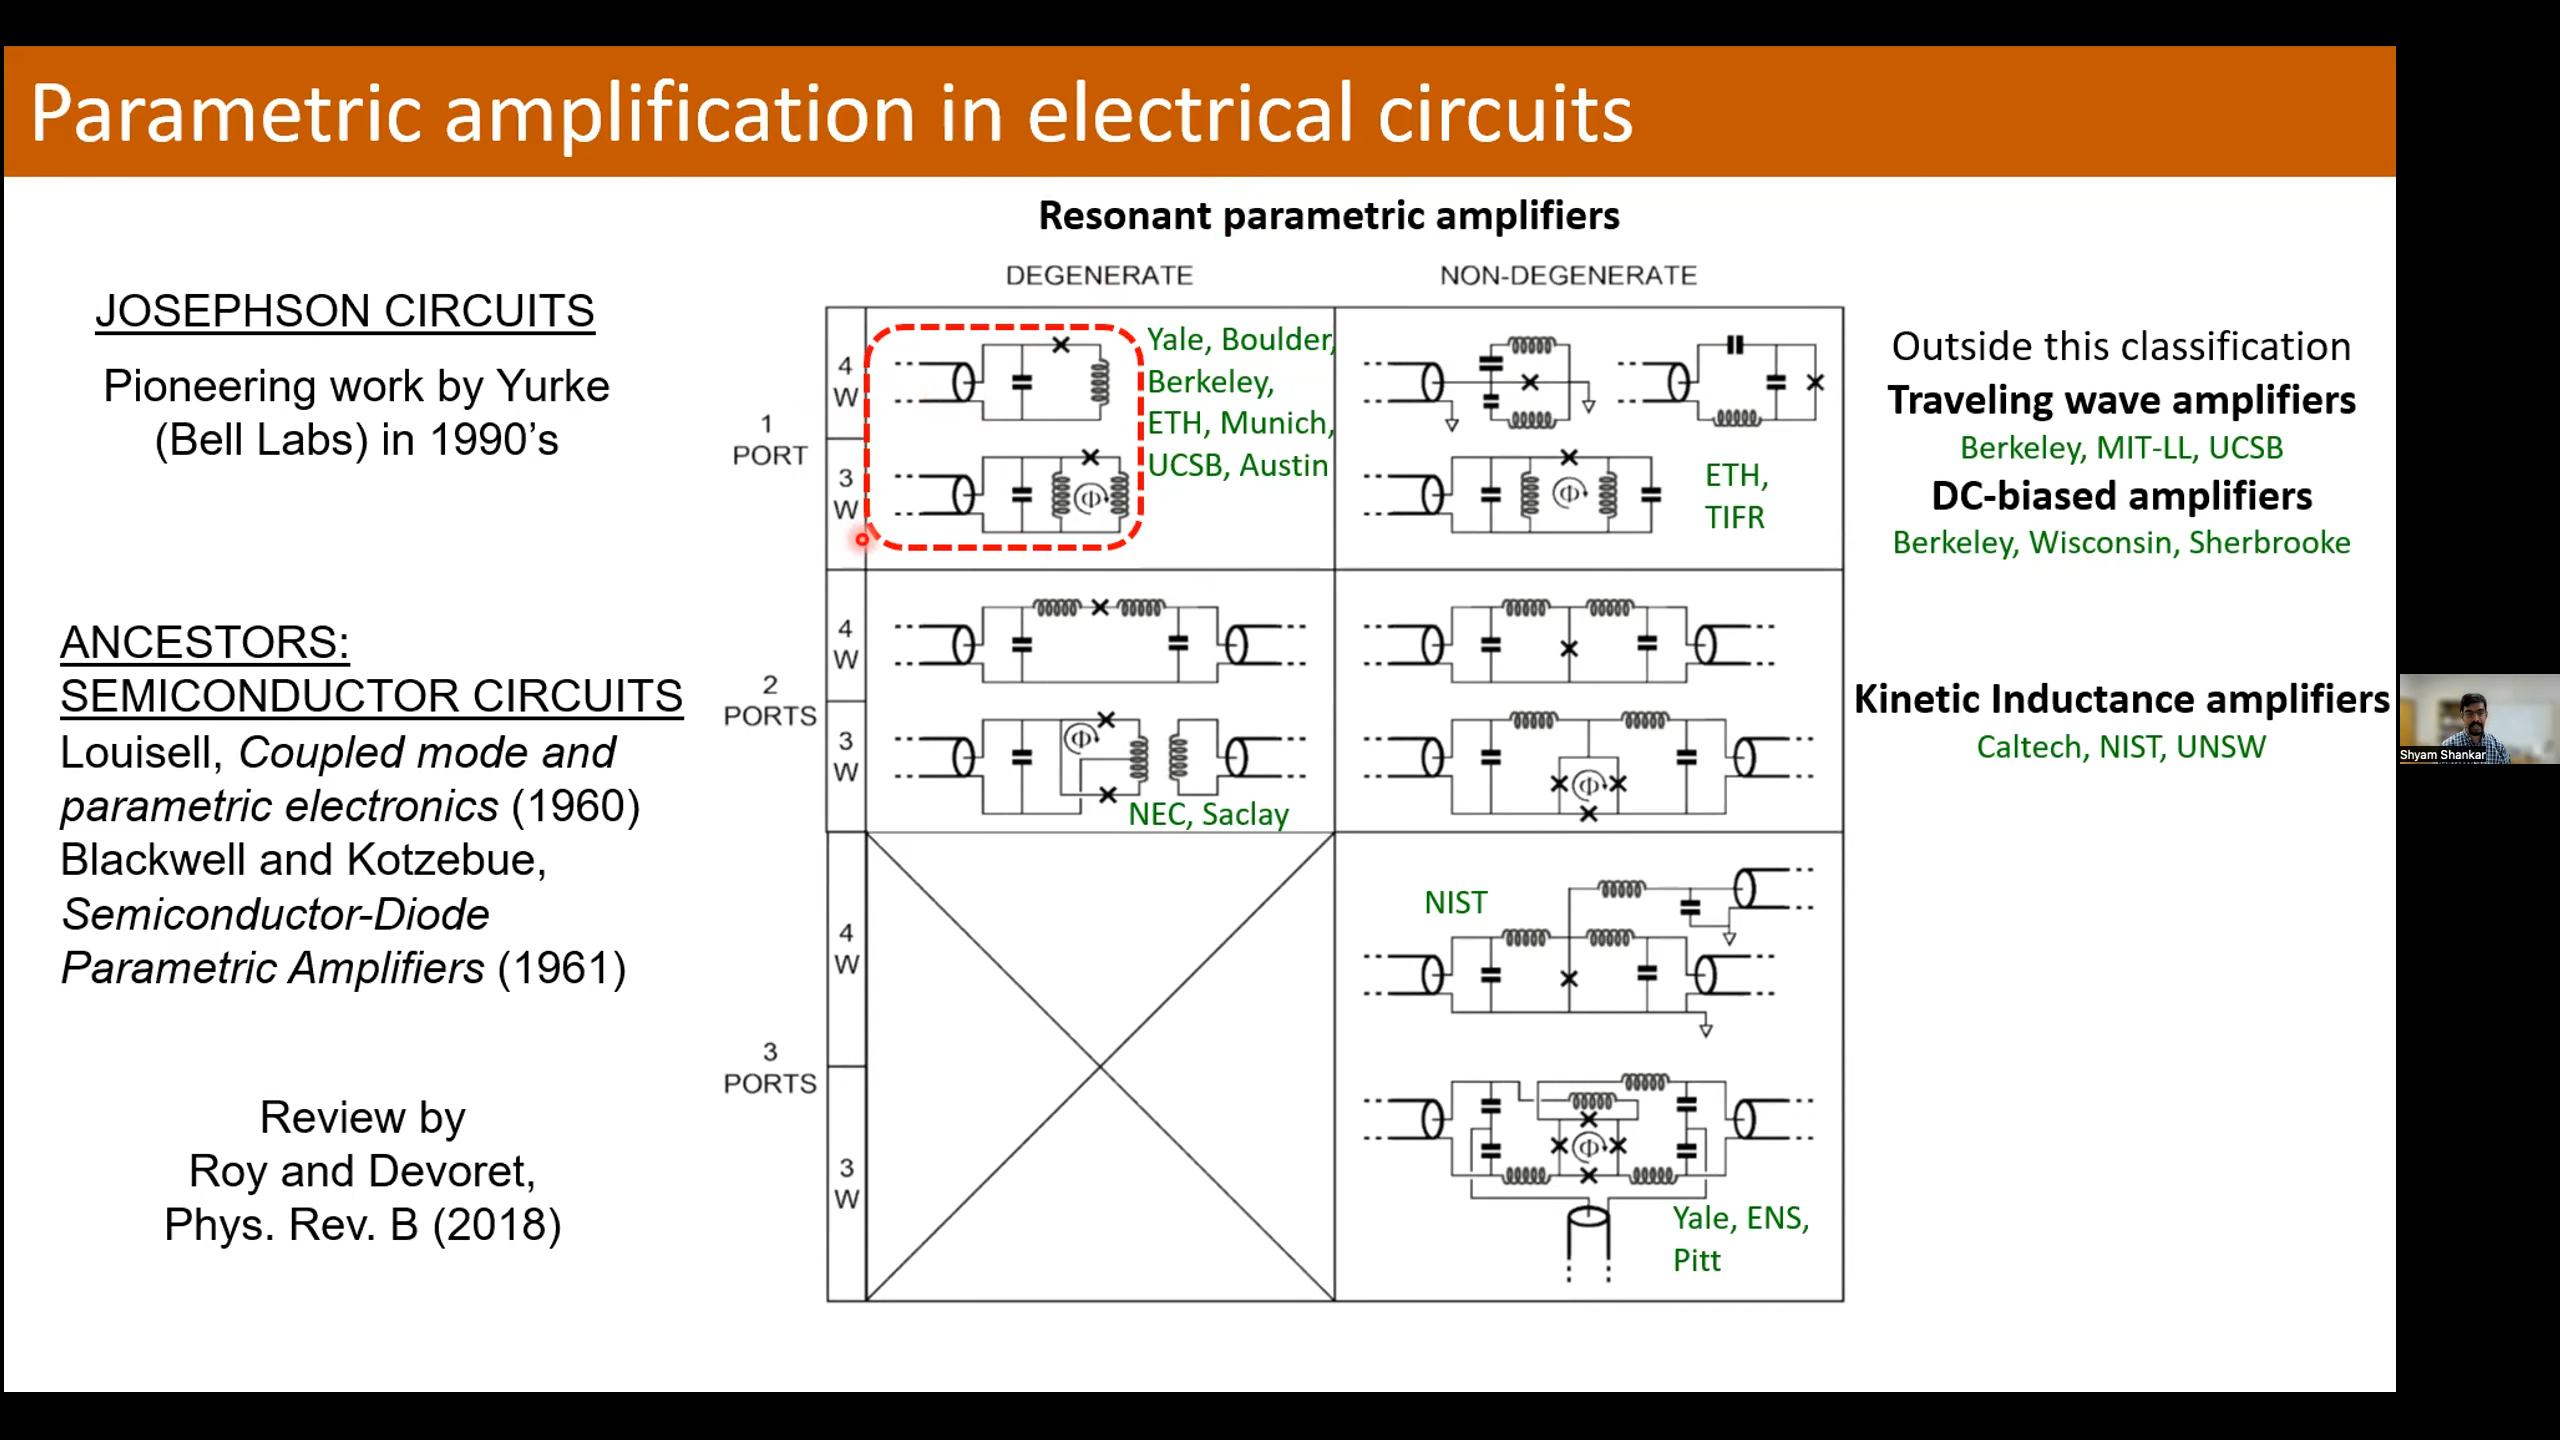 Parametric amplification in electrical circuits
JOSEPHSON CIRCUITS
Pioneering work by Yurke
(Bell Labs) in 1990's
ANCESTORS:
SEMICONDUCTOR CIRCUITS
Louisell, Coupled mode and
parametric electronics (1960)
Blackwell and Kotzebue,
Semiconductor-Diode
Parametric Amplifiers (1961)
Review by
Roy and Devoret,
Phys. Rev. B (2018)
Resonant parametric amplifiers
DEGENERATE
NON-DEGENERATE
1
PORT
4
W
Yale, Boulder,
Berkeley,
ETH, Munich,
UCSB, Austin
3
W
Φ
Φ
ETH,
TIFR
2
PORTS
4
W
3
W
Φ
NEC, Saclay
Φ
3
PORTS
4
W
NIST
3
W
Φ
Yale, ENS,
Pitt
Outside this classification
Traveling wave amplifiers
Berkeley, MIT-LL, UCSB
DC-biased amplifiers
Berkeley, Wisconsin, Sherbrooke
Kinetic Inductance amplifiers
Caltech, NIST, UNSW
Shyam Shankar